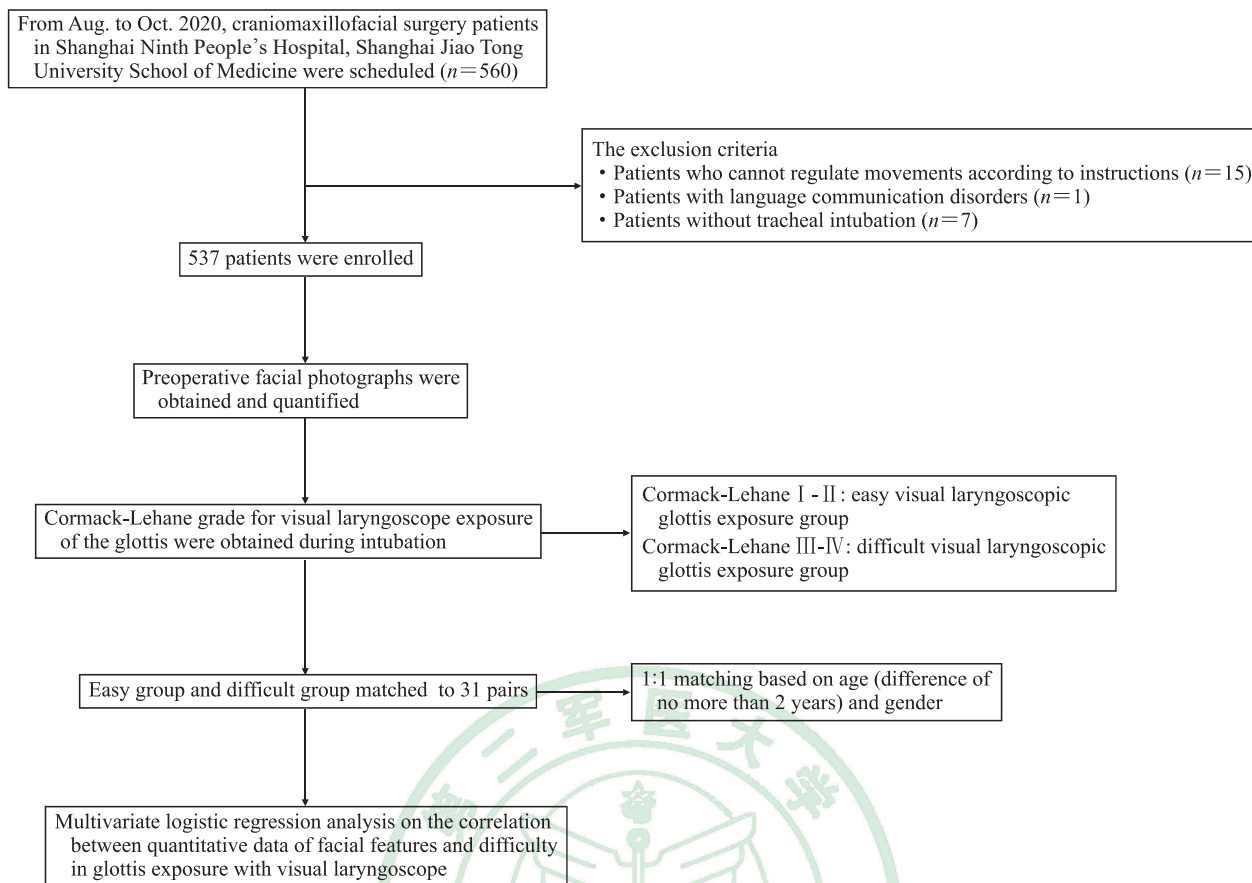 From Aug. to Oct. 2020, craniomaxillofacial surgery patients
in Shanghai Ninth People's Hospital, Shanghai Jiao Tong
University School of Medicine were scheduled (n=560)
The exclusion criteria
• Patients who cannot regulate movements according to instructions (n=15)
• Patients with language communication disorders (n=1)
• Patients without tracheal intubation (n=7)
537 patients were enrolled
Preoperative facial photographs were
obtained and quantified
Cormack-Lehane grade for visual laryngoscope exposure
of the glottis were obtained during intubation
Cormack-Lehane Ⅰ-Ⅱ: easy visual laryngoscopic
glottis exposure group
Cormack-Lehane III-Ⅳ: difficult visual laryngoscopic
glottis exposure group
Easy group and difficult group matched to 31 pairs
1:1 matching based on age (difference of
no more than 2 years) and gender
第二军医大学
Multivariate logistic regression analysis on the correlation
between quantitative data of facial features and difficulty
in glottis exposure with visual laryngoscope